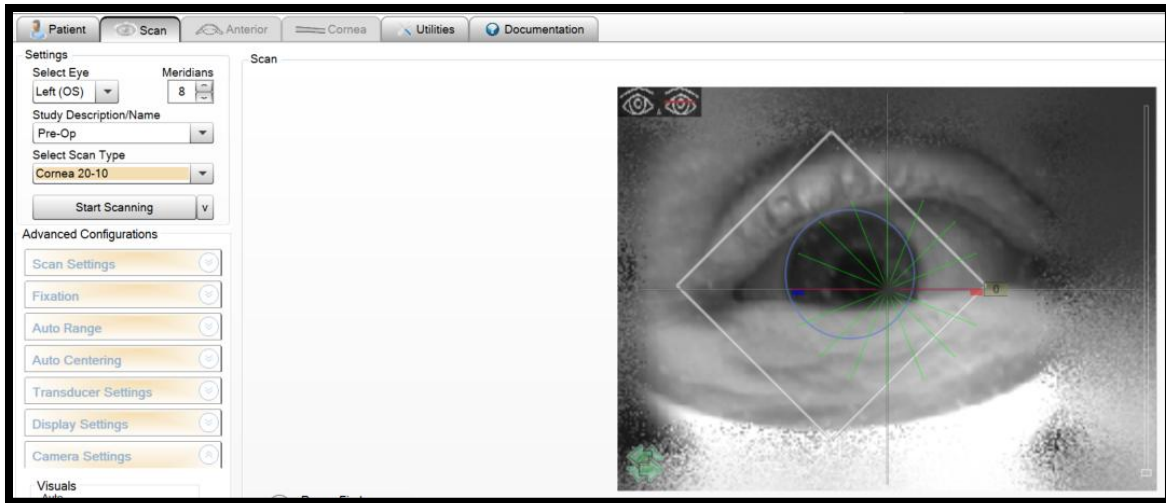 Patient
Scan
Anterior
Cornea
Utilities
Documentation
Settings
Select Eye
Meridians
Left (OS)
8
Study Description/Name
Pre-Op
Select Scan Type
Cornea 20-10
Start Scanning
v
Advanced Configurations
Scan Settings
Fixation
Auto Range
Auto Centering
Transducer Settings
Display Settings
Camera Settings
Visuals
Auto
Scan
0